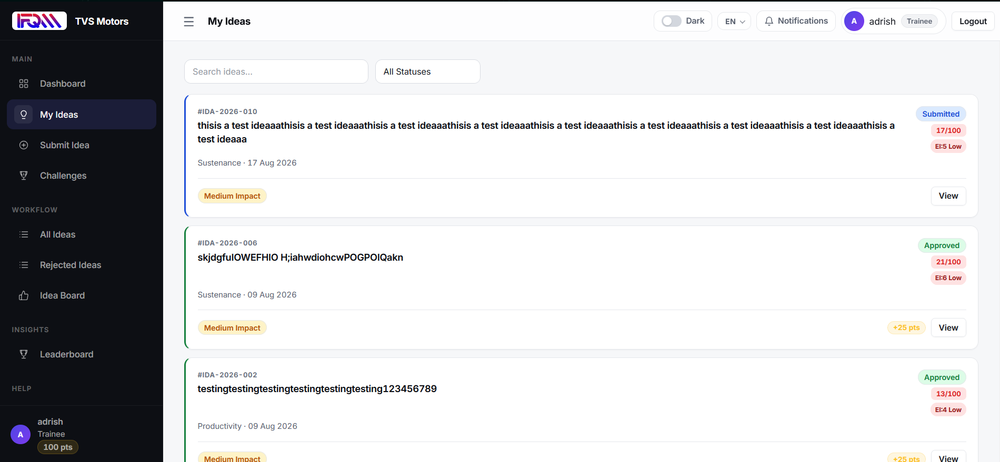 IFQM
TVS Motors
My Ideas
Dark
EN
Notifications
A
adrish
Trainee
Logout
MAIN
Dashboard
My Ideas
Submit Idea
Challenges
WORKFLOW
All Ideas
Rejected Ideas
Idea Board
INSIGHTS
Leaderboard
HELP
A
adrish
Trainee
100 pts
Search ideas...
All Statuses
#IDA-2026-010
Submitted
thisis a test ideaaathisis a test ideaaathisis a test ideaaathisis a test ideaaathisis a test ideaaathisis a test ideaaathisis a test ideaaathisis a test ideaaathisis a
test ideaaa
17/100
EI:5 Low
Sustenance · 17 Aug 2026
Medium Impact
View
#IDA-2026-006
Approved
skjdgfuIOWEFHIO H;iahwdiohcwPOGPOIQakn
21/100
EI:6 Low
Sustenance · 09 Aug 2026
Medium Impact
+25 pts
View
#IDA-2026-002
Approved
testingtestingtestingtestingtestingtesting123456789
13/100
EI:4 Low
Productivity · 09 Aug 2026
Medium Impact
+25 pts
View